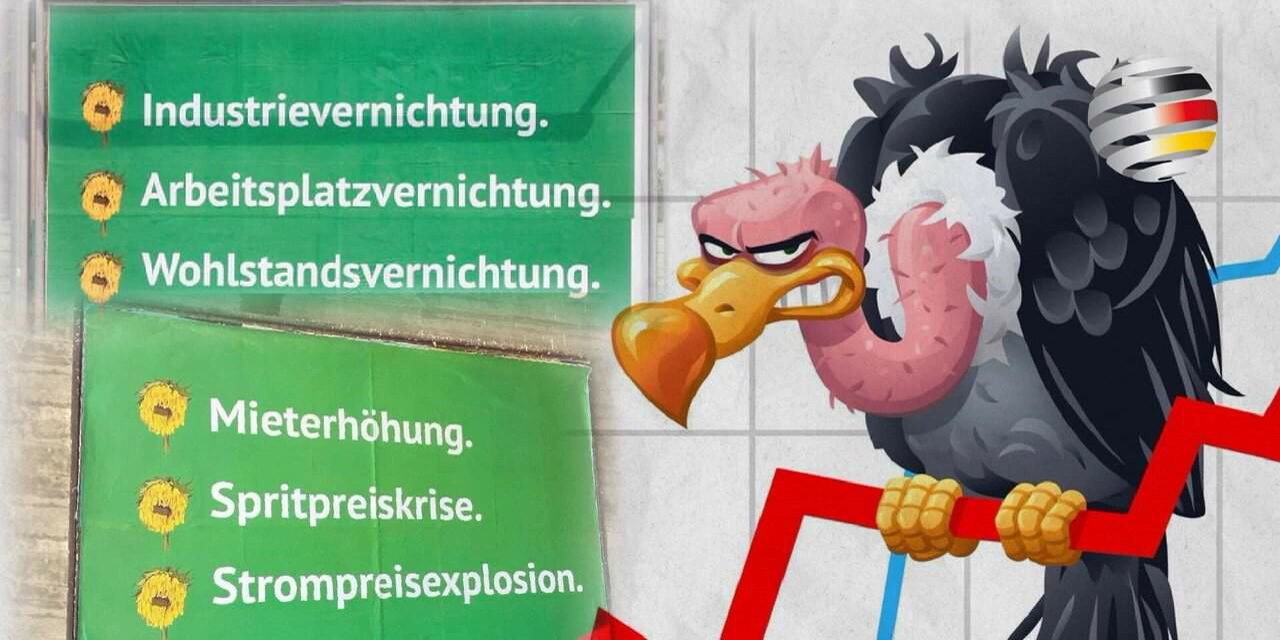 Industrievernichtung.
Arbeitsplatzvernichtung.
Wohlstandsvernichtung.
Mieterhöhung.
Spritpreiskrise.
Strompreisexplosion.